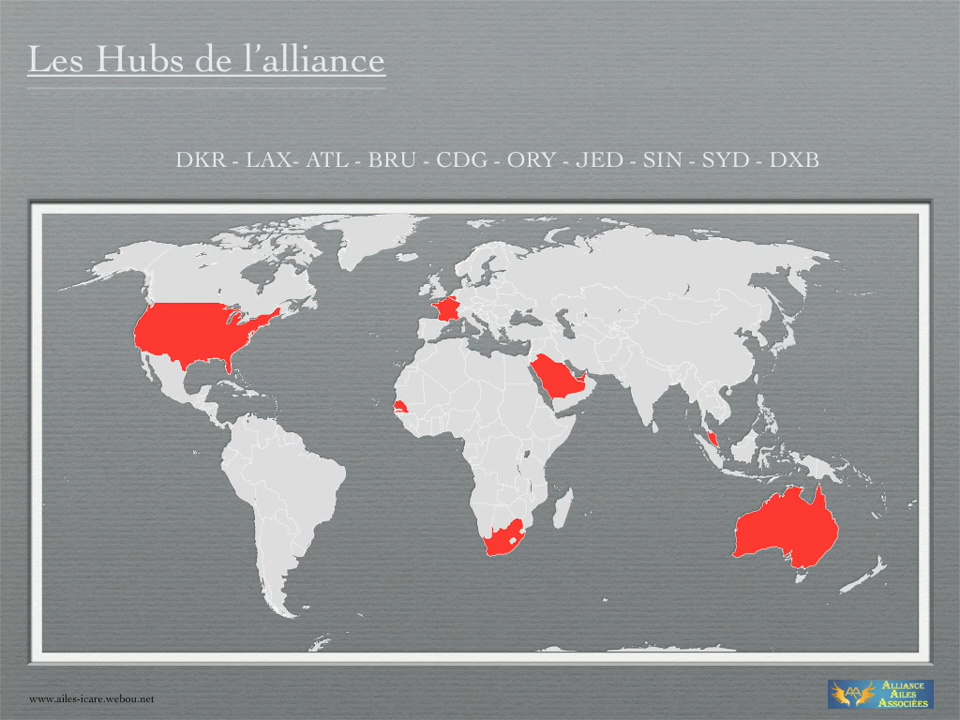 Les Hubs de l’alliance
DKR - LAX- ATL - BRU - CDG - ORY - JED - SIN - SYD - DXB
www.ailes-icare.webou.net
AA
Alliance
Ailes
Associées